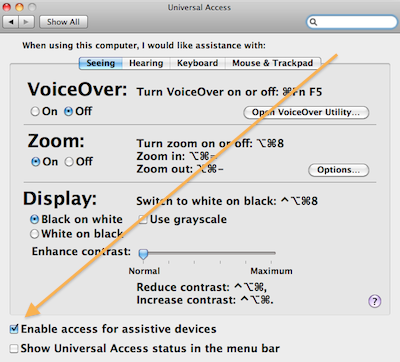 Universal Access
Show All
When using this computer, I would like assistance with:
Seeing Hearing Keyboard Mouse & Trackpad
VoiceOver: Turn VoiceOver on or off: ⌘Fn F5
On Off Open VoiceOver Utility...
Zoom: Turn zoom on or off: ⌥⌘8
On Off Zoom in: ⌥⌘=
Zoom out: ⌥⌘- Options...
Display: Switch to white on black: ^⌥⌘8
Black on white Use grayscale
White on black
Enhance contrast:
Normal Maximum
Reduce contrast: ^⌥⌘,
Increase contrast: ^⌥⌘.
?
Enable access for assistive devices
Show Universal Access status in the menu bar